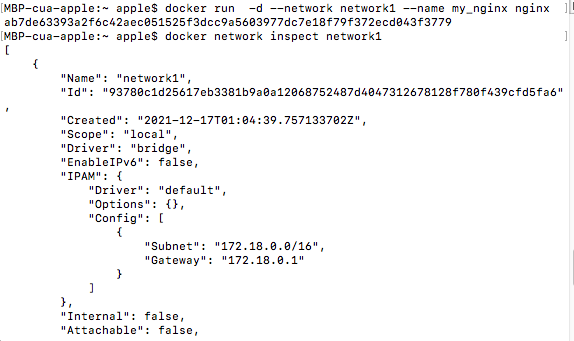 [MBP-cua-apple:~ apple$ docker run  -d --network network1 --name my_nginx nginx ]
ab7de63393a2f6c42aec051525f3dcc9a5603977dc7e18f79f372ecd043f3779
[MBP-cua-apple:~ apple$ docker network inspect network1 ]
[
    {
        "Name": "network1",
        "Id": "93780c1d25617eb3381b9a0a12068752487d4047312678128f780f439cfd5fa6"
,
        "Created": "2021-12-17T01:04:39.757133702Z",
        "Scope": "local",
        "Driver": "bridge",
        "EnableIPv6": false,
        "IPAM": {
            "Driver": "default",
            "Options": {},
            "Config": [
                {
                    "Subnet": "172.18.0.0/16",
                    "Gateway": "172.18.0.1"
                }
            ]
        },
        "Internal": false,
        "Attachable": false,